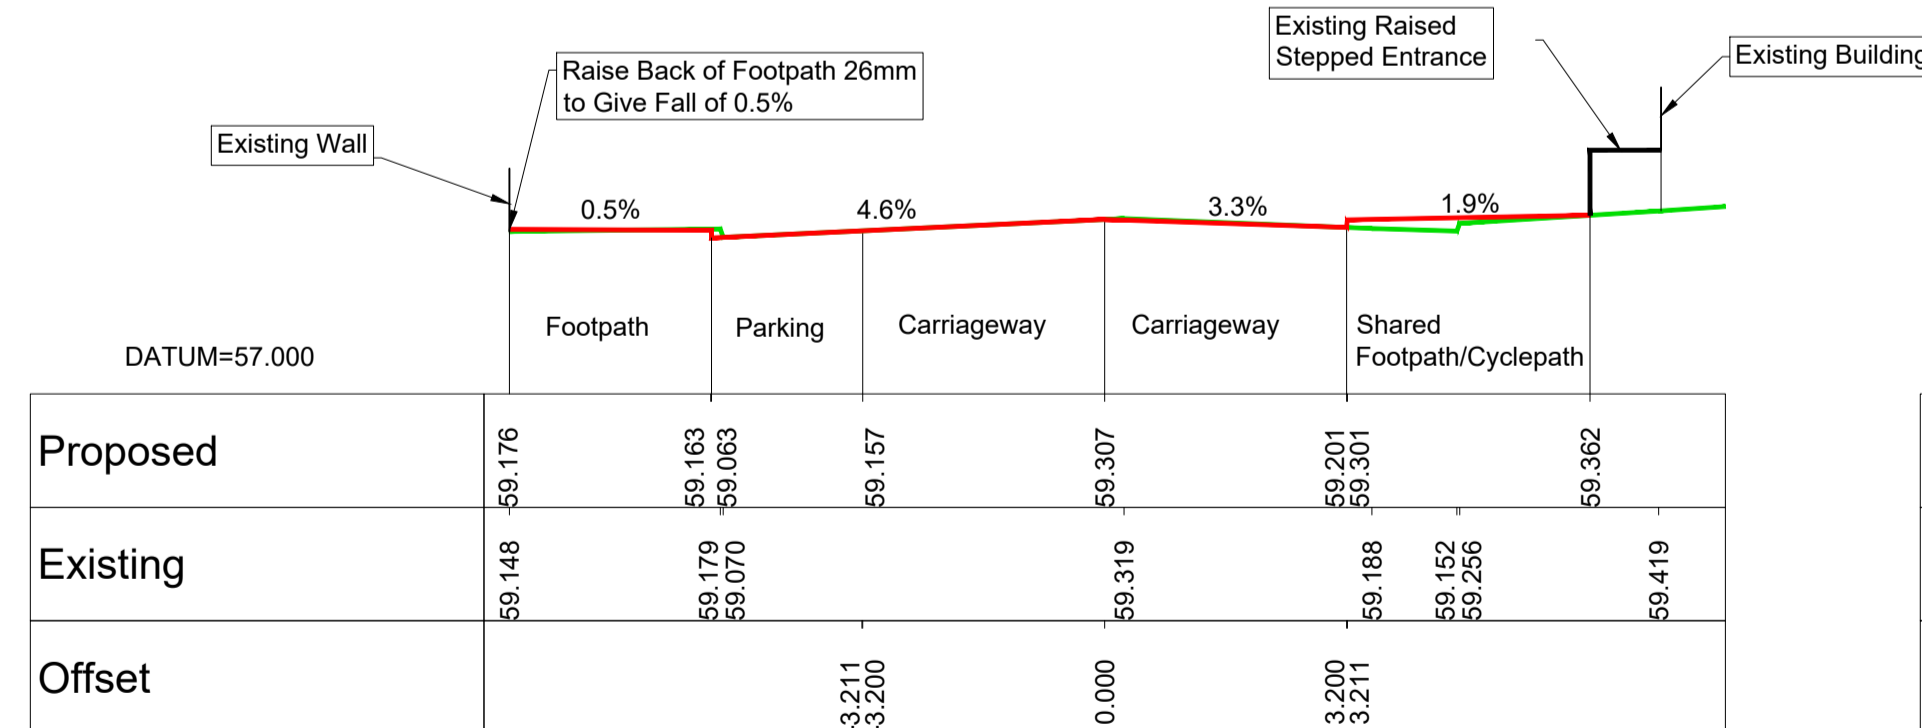 Existing Raised
Stepped Entrance
Existing Building
Raise Back of Footpath 26mm
to Give Fall of 0.5%
Existing Wall
0.5%
4.6%
3.3%
1.9%
Footpath
Parking
Carriageway
Carriageway
Shared
Footpath/Cyclepath
DATUM=57.000
Proposed
59.176
59.163
59.063
59.157
59.307
59.201
59.301
59.362
Existing
59.148
59.179
59.070
59.319
59.188
59.152
59.256
59.419
Offset
-3.211
-3.200
0.000
3.200
3.211